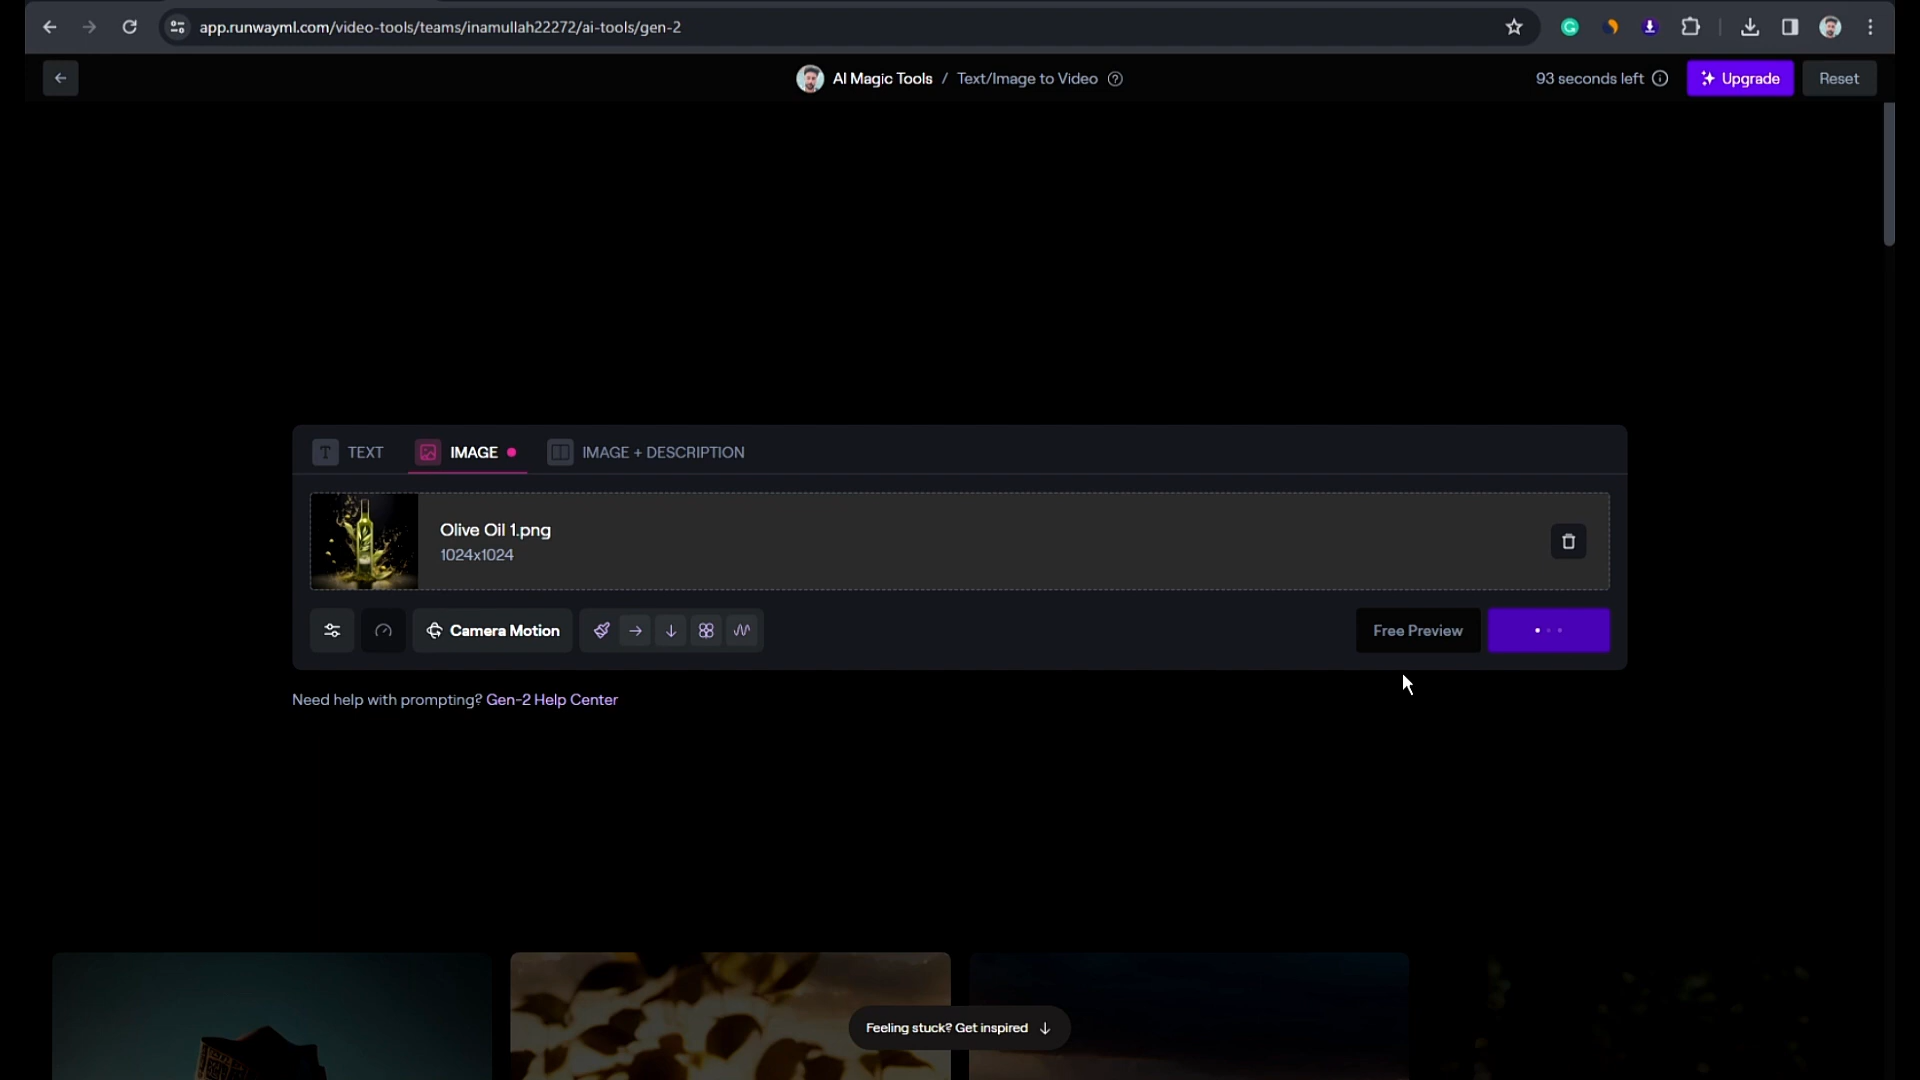 app.runwayml.com/video-tools/teams/inamullah22272/ai-tools/gen-2
AI Magic Tools / Text/Image to Video
93 seconds left
Upgrade
Reset
TEXT
IMAGE
IMAGE + DESCRIPTION
Olive Oil 1.png
1024x1024
Camera Motion
Free Preview
Need help with prompting? Gen-2 Help Center
Feeling stuck? Get inspired ↓